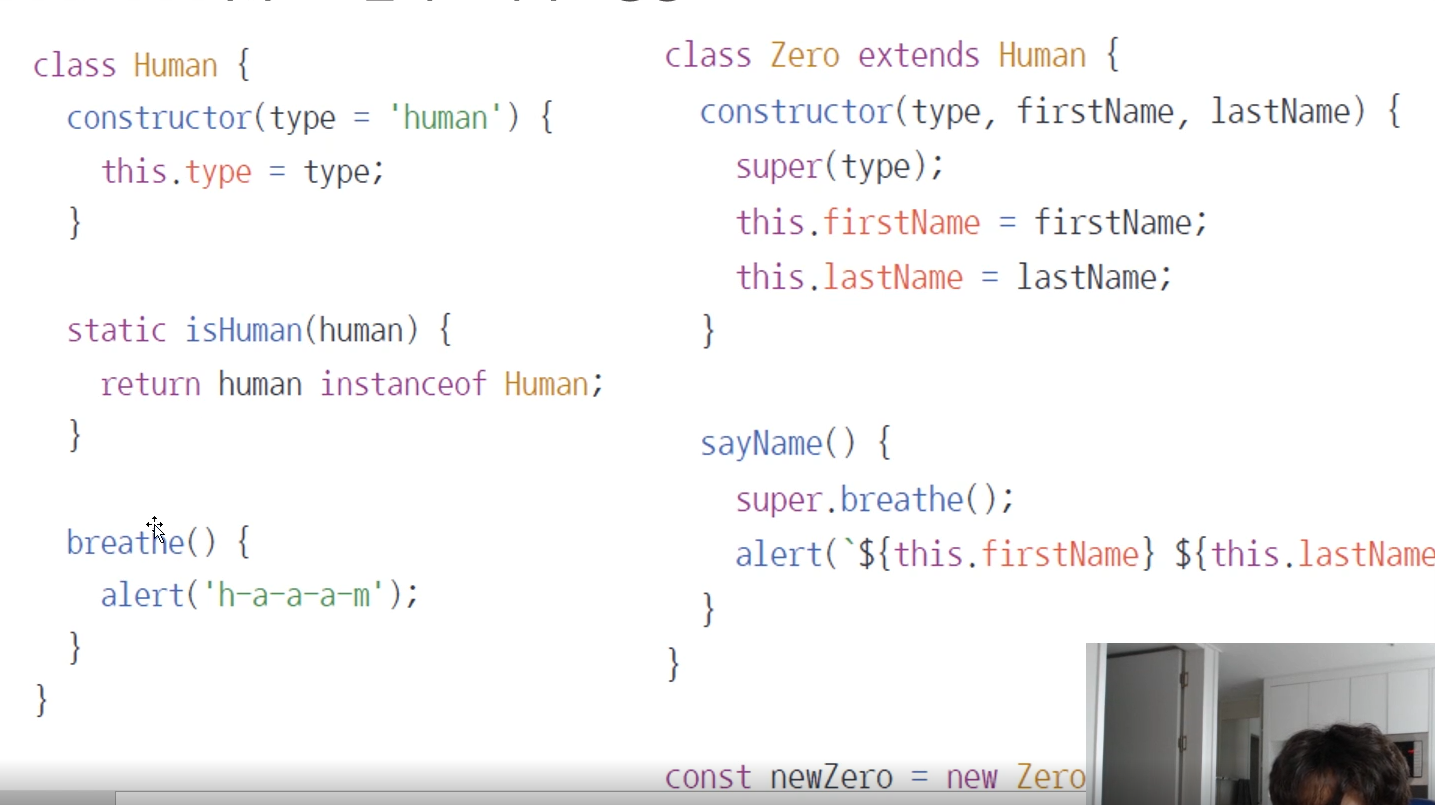 class Human {
constructor(type = 'human') {
this.type = type;
}
static isHuman(human) {
return human instanceof Human;
}
breathe() {
alert('h-a-a-a-m');
}
}
class Zero extends Human {
constructor(type, firstName, lastName) {
super(type);
this.firstName = firstName;
this.lastName = lastName;
}
sayName() {
super.breathe();
alert(`${this.firstName} ${this.lastName
}
}
const newZero = new Zero